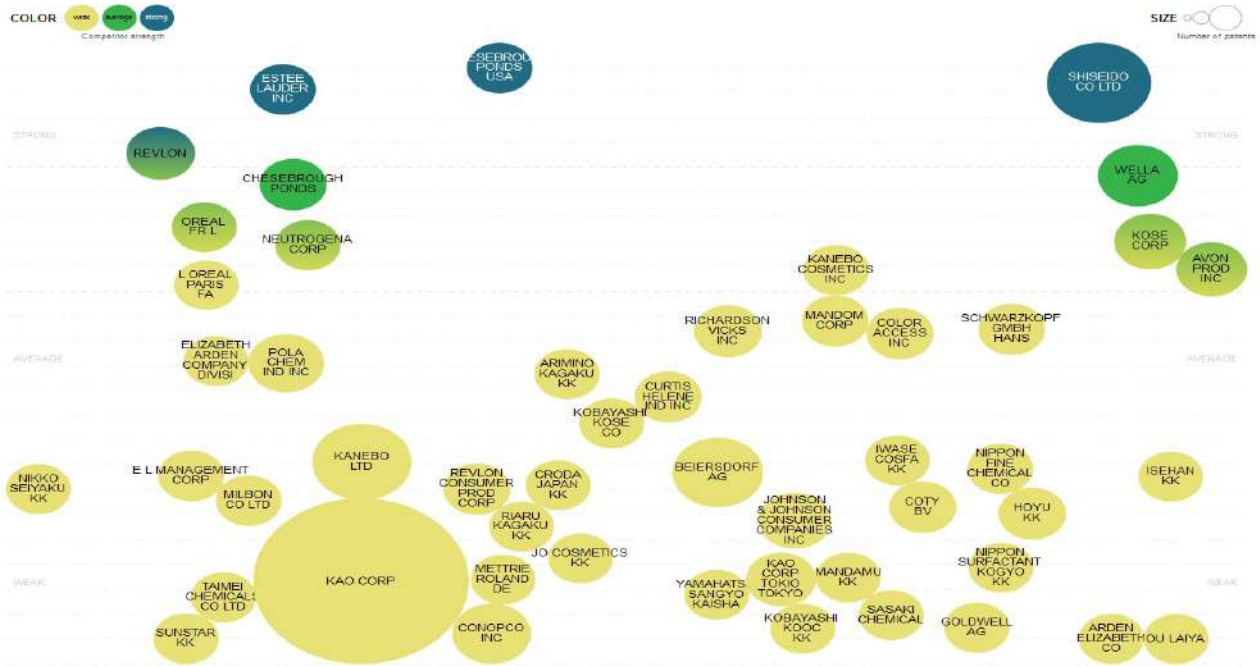 COLOR weak average strong
Competitor strength
SIZE
Number of patents
ESEBROU
PONDS
USA
ESTEE
LAUDER
INC
SHISEIDO
CO LTD
STRONG
STRONG
REVLON
CHESEBROUGH
PONDS
WELLA
AG
OREAL
FR L
NEUTROGENA
CORP
KOSE
CORP
AVON
PROD
INC
L OREAL
PARIS
FA
KANEBO
COSMETICS
INC
MANDOM
CORP
RICHARDSON
VICKS
INC
COLOR
ACCESS
INC
SCHWARZKOPF
GMBH
HANS
ELIZABETH
ARDEN
COMPANY
DIVISI
POLA
CHEM
IND INC
AVERAGE
AVERAGE
ARIMINO
KAGAKU
KK
CURTIS
HELENE
IND INC
KOBAYASHI
KOSE
CO
KANEBO
LTD
NIKKO
SEIYAKU
KK
E L MANAGEMENT
CORP
MILBON
CO LTD
REVLON
CONSUMER
PROD
CORP
CRODA
JAPAN
KK
BEIERSDORF
AG
IWASE
COSFA
KK
NIPPON
FINE
CHEMICAL
CO
ISEHAN
KK
RIARU
KAGAKU
KK
JOHNSON
& JOHNSON
CONSUMER
COMPANIES
INC
COTY
BV
HOYU
KK
JO COSMETICS
KK
KAO CORP
METTRIE
ROLAND
DE
NIPPON
SURFACTANT
KOGYO
KK
WEAK
WEAK
TAIMEI
CHEMICALS
CO LTD
YAMAHATS
SANGYO
KAISHA
KAO
CORP
TOKIO
TOKYO
MANDAMU
KK
SUNSTAR
KK
CONOPCO
INC
KOBAYASHI
KOOC
KK
SASAKI
CHEMICAL
GOLDWELL
AG
ARDEN
ELIZABETH
CO
OU LAIYA